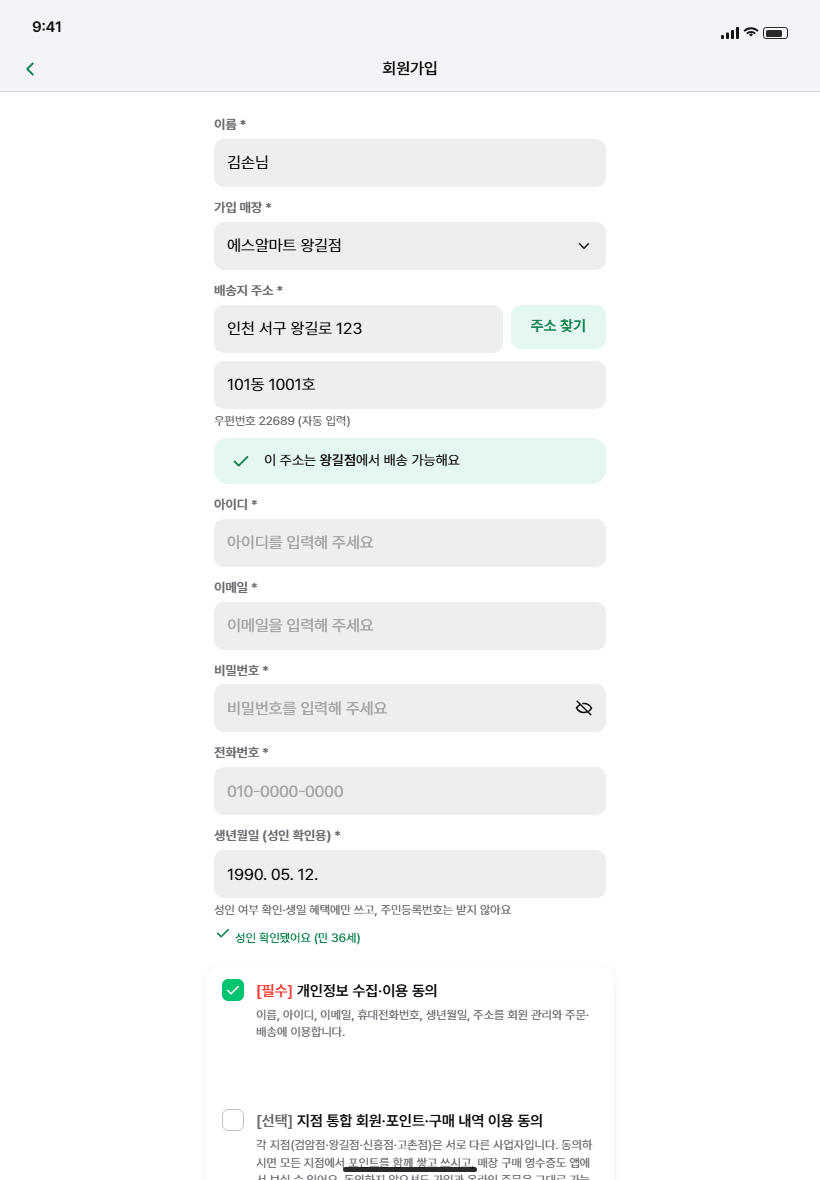 9:41
회원가입
이름 *
김손님
가입 매장 *
에스알마트 왕길점
배송지 주소 *
인천 서구 왕길로 123
주소 찾기
101동 1001호
우편번호 22689 (자동 입력)
이 주소는 왕길점에서 배송 가능해요
아이디 *
아이디를 입력해 주세요
이메일 *
이메일을 입력해 주세요
비밀번호 *
비밀번호를 입력해 주세요
전화번호 *
010-0000-0000
생년월일 (성인 확인용) *
1990. 05. 12.
성인 여부 확인·생일 혜택에만 쓰고, 주민등록번호는 받지 않아요
성인 확인됐어요 (만 36세)
[필수] 개인정보 수집·이용 동의
이름, 아이디, 이메일, 휴대전화번호, 생년월일, 주소를 회원 관리와 주문·
배송에 이용합니다.
[선택] 지점 통합 회원·포인트·구매 내역 이용 동의
각 지점(검암점·왕길점·신흥점·고촌점)은 서로 다른 사업자입니다. 동의하
시면 모든 지점에서 포인트를 함께 쌓고 쓰시고, 매장 구매 영수증도 앱에